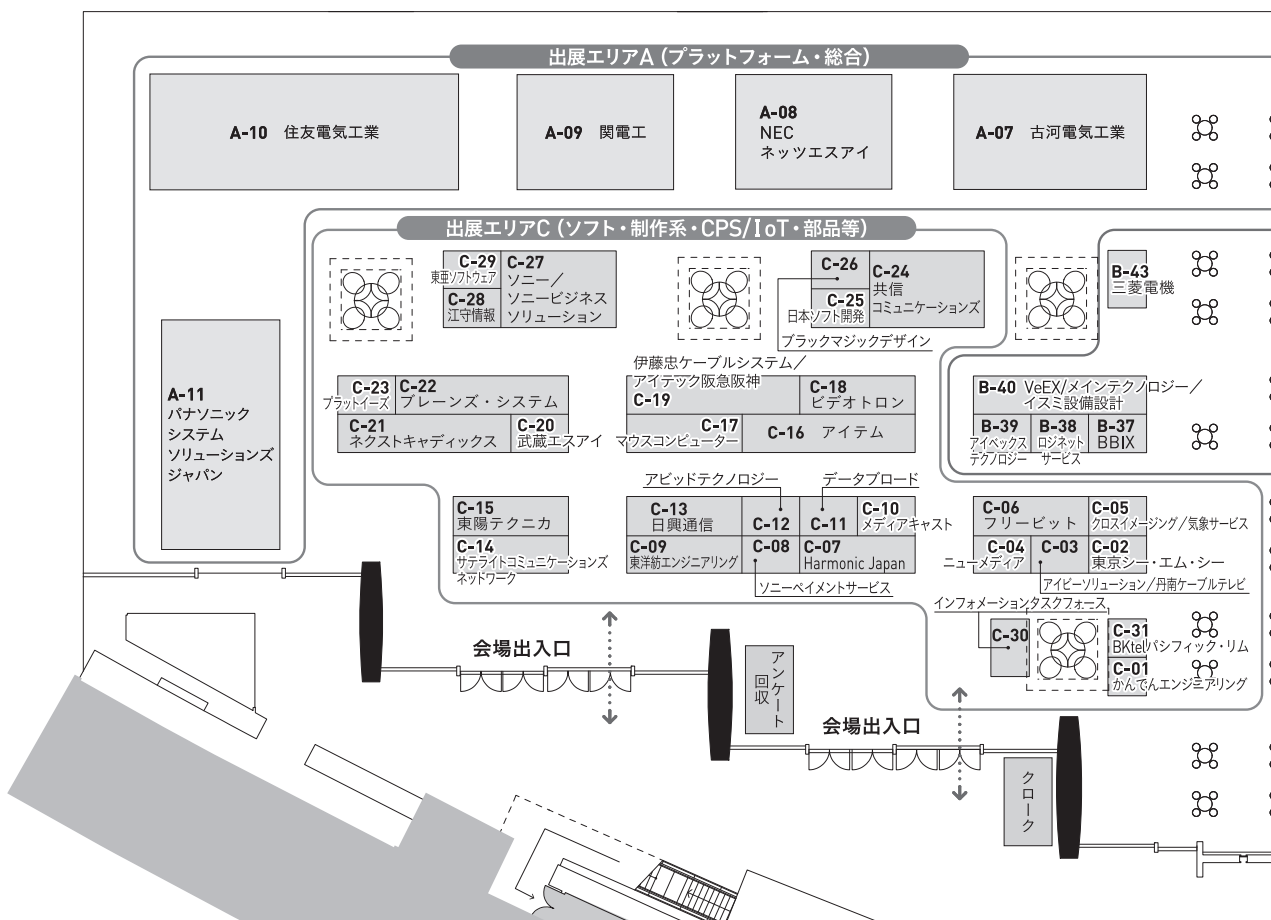 出展エリアA（プラットフォーム・総合）
A-10 住友電気工業
A-09 関電工
A-08
NEC
ネッツエスアイ
A-07 古河電気工業
出展エリアC（ソフト・制作系・CPS/IoT・部品等）
C-29
東亜ソフトウェア
C-28
江守情報
C-27
ソニー／
ソニービジネス
ソリューション
C-26
C-25
日本ソフト開発
C-24
共信
コミュニケーションズ
ブラックマジックデザイン
B-43
三菱電機
A-11
パナソニック
システム
ソリューションズ
ジャパン
C-23
プラットイーズ
C-22
ブレーンズ・システム
C-21
ネクストキャディックス
C-20
武蔵エスアイ
伊藤忠ケーブルシステム／
アイテック阪急阪神
C-19
C-18
ビデオトロン
C-17
マウスコンピューター
C-16 アイテム
B-40 VeEX/メインテクノロジー／
イスミ設備設計
B-39
アイベックス
テクノロジー
B-38
ロジネット
サービス
B-37
BBIX
アビッドテクノロジー
データブロード
C-15
東陽テクニカ
C-14
サテライトコミュニケーションズ
ネットワーク
C-13
日興通信
C-12
C-11
C-10
メディアキャスト
C-09
東洋紡エンジニアリング
C-08
C-07
Harmonic Japan
ソニーペイメントサービス
C-06
フリービット
C-05
クロスイメージング／気象サービス
C-04
ニューメディア
C-03
C-02
東京シー・エム・シー
アイビーソリューション／丹南ケーブルテレビ
インフォメーションタスクフォース
C-30
C-31
BKtelパシフィック・リム
C-01
かんでんエンジニアリング
会場出入口
アンケート
回収
会場出入口
クローク